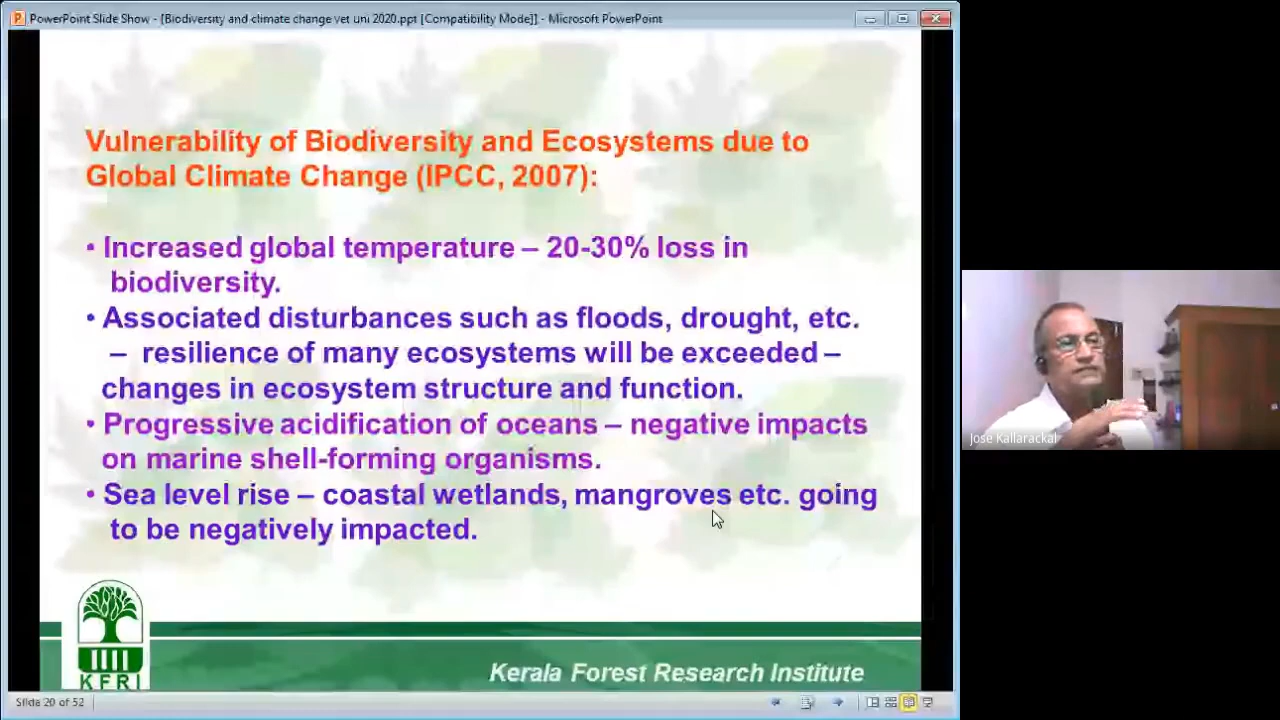 PowerPoint Slide Show - [Biodiversity and climate change vet uni 2020.ppt [Compatibility Mode]] - Microsoft PowerPoint
Vulnerability of Biodiversity and Ecosystems due to
Global Climate Change (IPCC, 2007):
• Increased global temperature – 20-30% loss in
biodiversity.
• Associated disturbances such as floods, drought, etc.
– resilience of many ecosystems will be exceeded –
changes in ecosystem structure and function.
• Progressive acidification of oceans – negative impacts
on marine shell-forming organisms.
• Sea level rise – coastal wetlands, mangroves etc. going
to be negatively impacted.
KFRI
Kerala Forest Research Institute
Slide 20 of 52
Jose Kallarackal